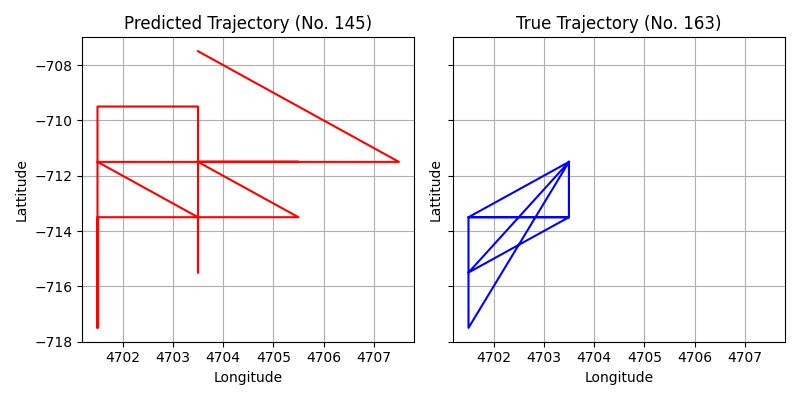 Predicted Trajectory (No. 145)
True Trajectory (No. 163)
−708
−710
−712
−714
−716
−718
Lattitude
Lattitude
4702 4703 4704 4705 4706 4707
4702 4703 4704 4705 4706 4707
Longitude
Longitude